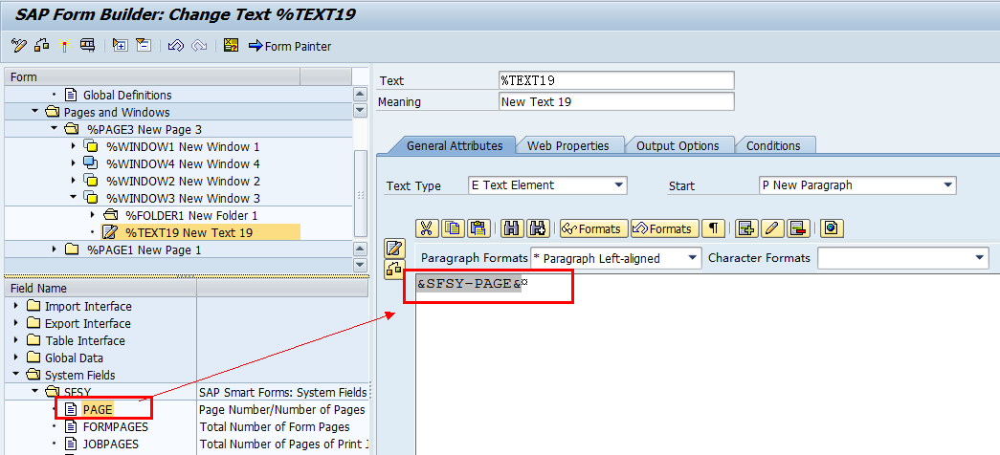 SAP Form Builder: Change Text %TEXT19
Form Painter
Form
Global Definitions
Pages and Windows
%PAGE3 New Page 3
%WINDOW1 New Window 1
%WINDOW4 New Window 4
%WINDOW2 New Window 2
%WINDOW3 New Window 3
%FOLDER1 New Folder 1
%TEXT19 New Text 19
%PAGE1 New Page 1
Field Name
Import Interface
Export Interface
Table Interface
Global Data
System Fields
SFSY SAP Smart Forms: System Fields
PAGE Page Number/Number of Pages
FORMPAGES Total Number of Form Pages
JOBPAGES Total Number of Pages of Print J
Text %TEXT19
Meaning New Text 19
General Attributes Web Properties Output Options Conditions
Text Type E Text Element Start P New Paragraph
Formats Formats
Paragraph Formats * Paragraph Left-aligned Character Formats
&SFSY-PAGE&¤